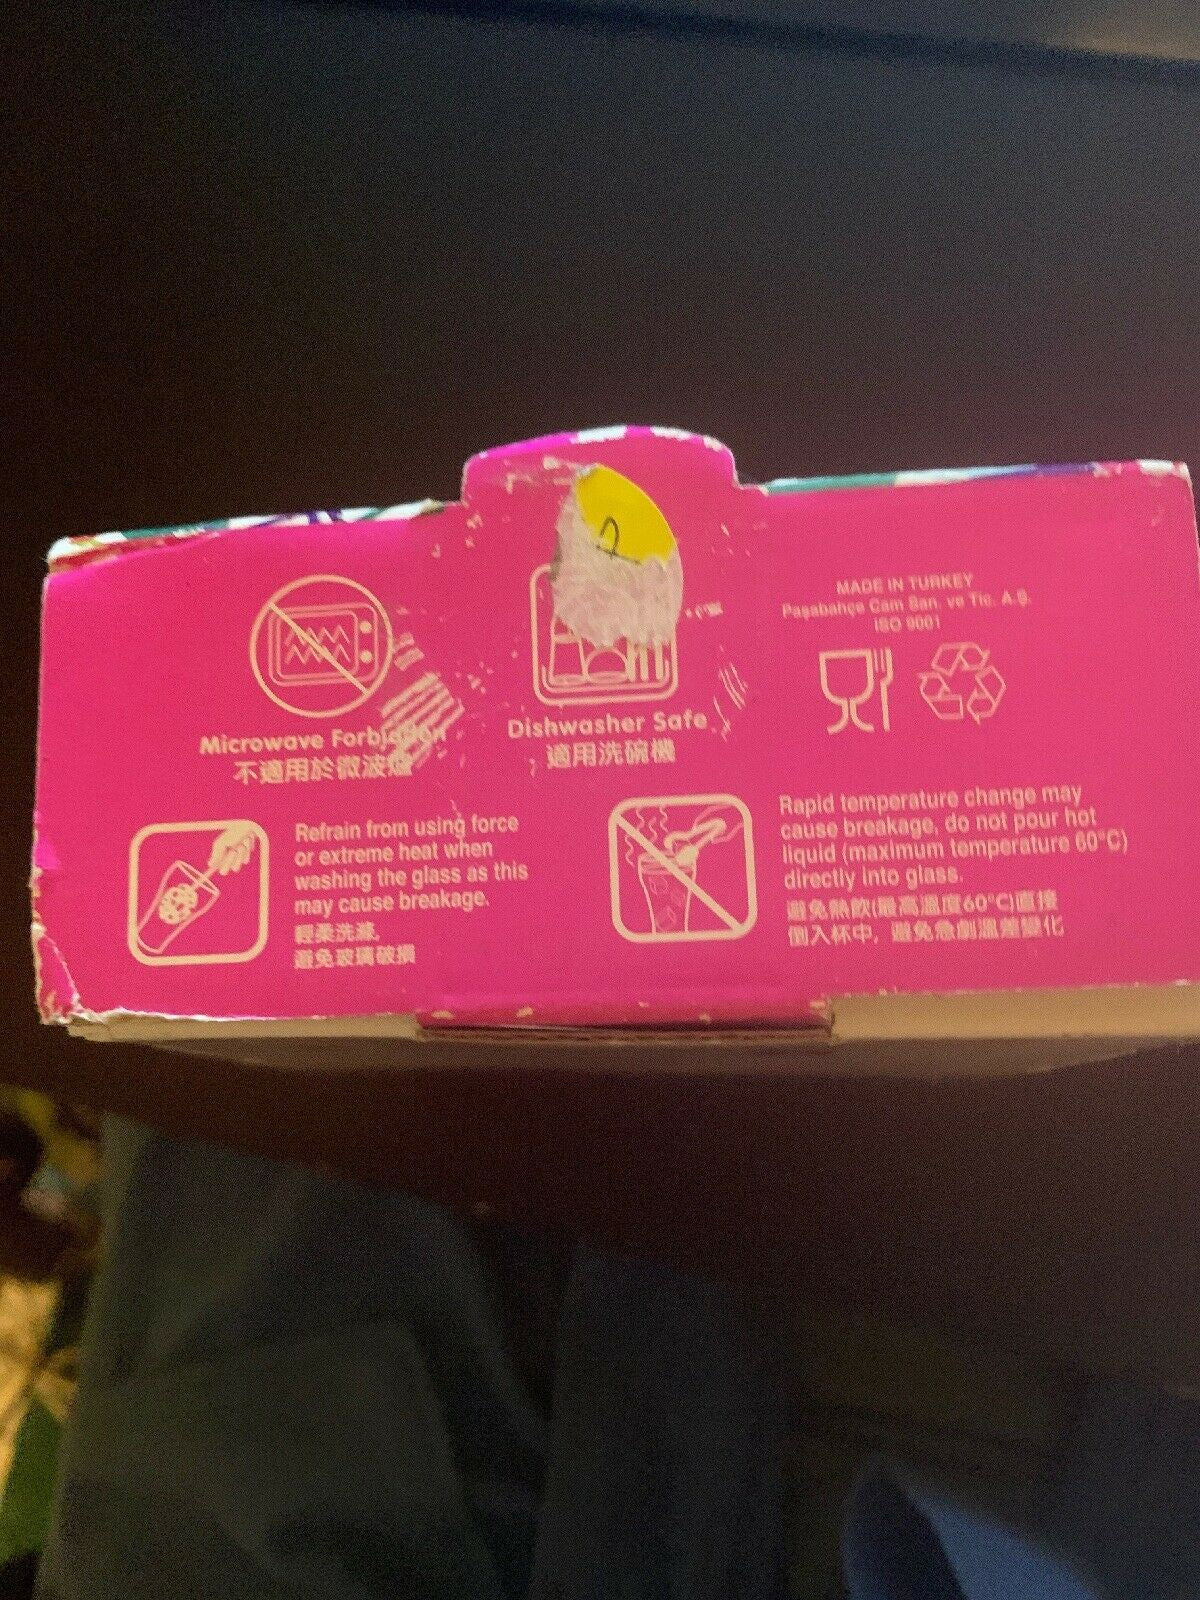 2
MADE IN TURKEY
Paşabahçe Cam San. ve Tic. A.Ş.
ISO 9001
Microwave Forbidden
不適用於微波爐
Dishwasher Safe
適用洗碗機
Refrain from using force
or extreme heat when
washing the glass as this
may cause breakage.
輕柔洗滌,
避免玻璃破損
Rapid temperature change may
cause breakage, do not pour hot
liquid (maximum temperature 60°C)
directly into glass.
避免熱飲(最高溫度60°C)直接
倒入杯中, 避免急劇溫差變化